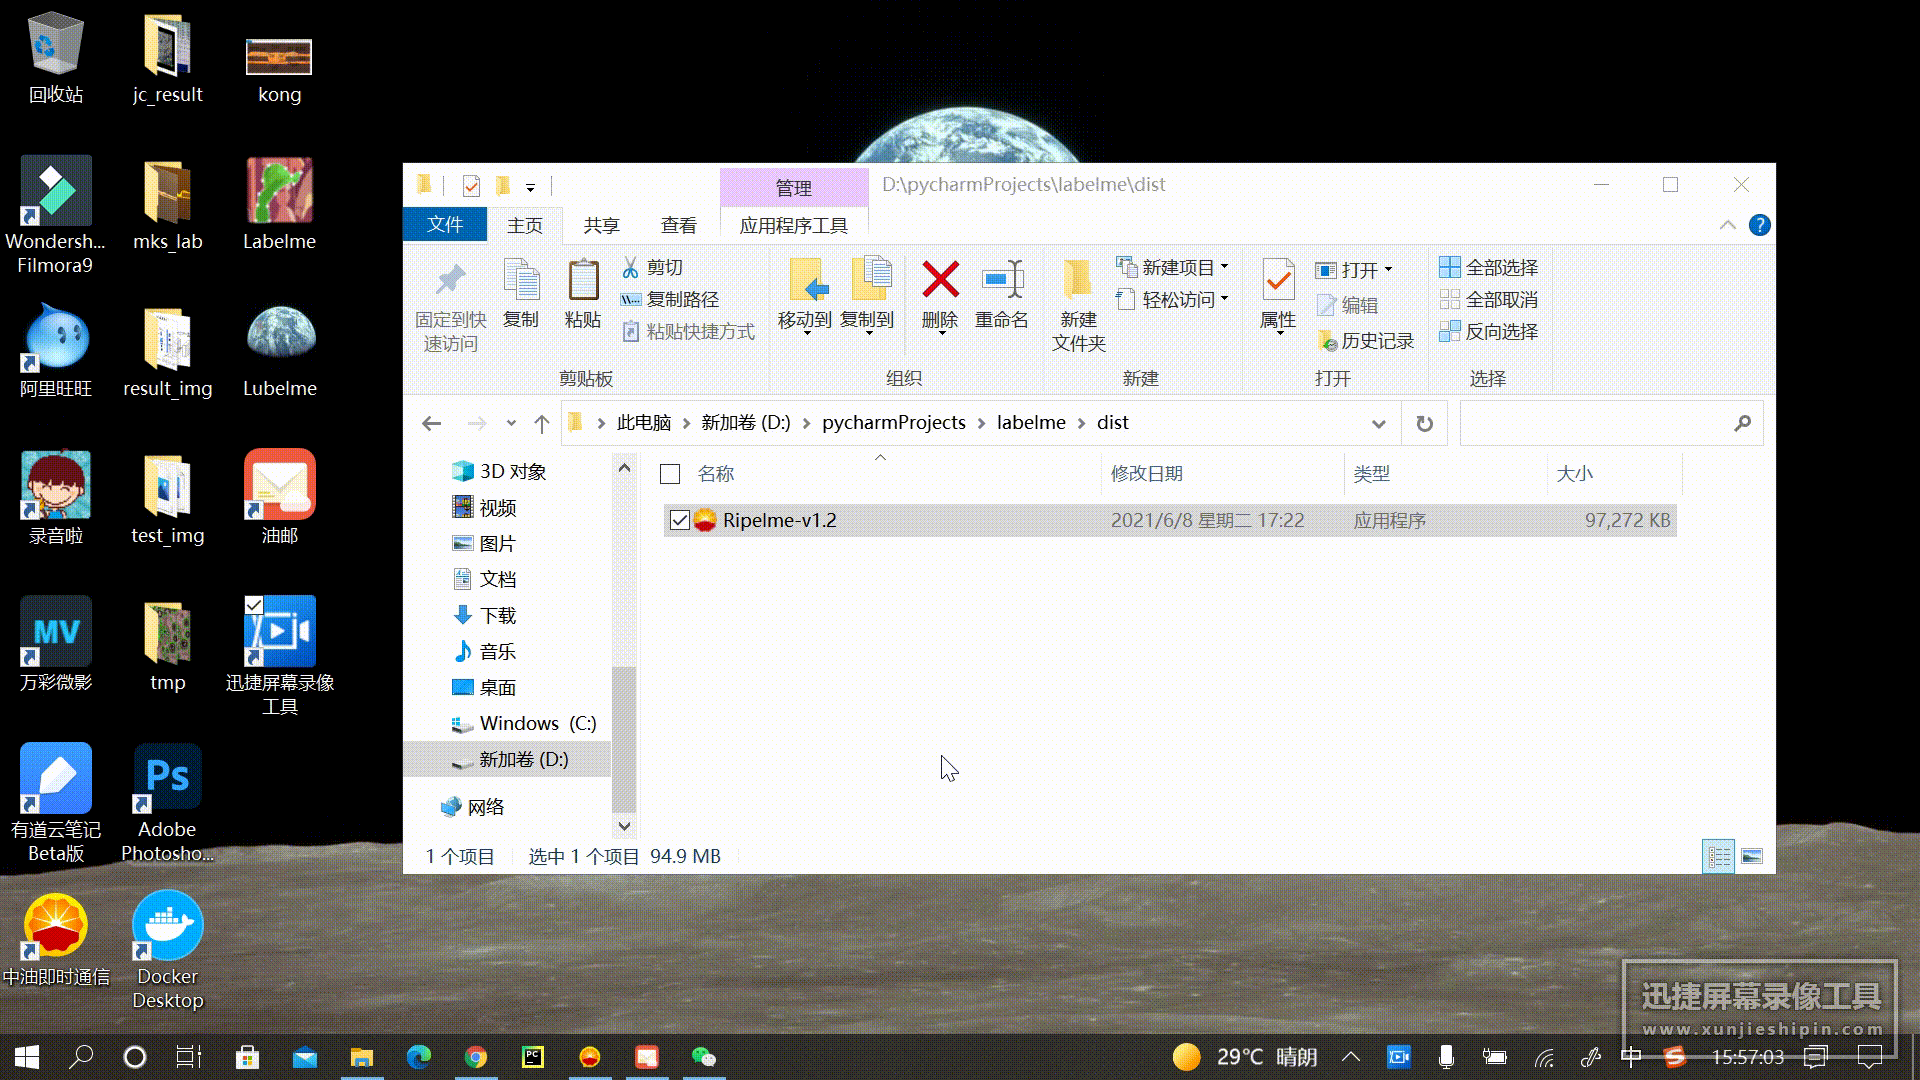 回收站
jc_result
kong
Wondersh...
Filmora9
mks_lab
Labelme
阿里旺旺
result_img
Lubelme
录音啦
test_img
油邮
MV
万彩微影
tmp
迅捷屏幕录像
工具
有道云笔记
Beta版
Ps
Adobe
Photosho...
中油即时通信
Docker
Desktop
管理
D:\pycharmProjects\labelme\dist
文件
主页
共享
查看
应用程序工具
固定到快
速访问
复制
粘贴
剪切
复制路径
粘贴快捷方式
剪贴板
移动到
复制到
删除
重命名
组织
新建
文件夹
新建项目
轻松访问
新建
属性
打开
编辑
历史记录
打开
全部选择
全部取消
反向选择
选择
此电脑 › 新加卷 (D:) › pycharmProjects › labelme › dist
3D 对象
视频
图片
文档
下载
音乐
桌面
Windows (C:)
新加卷 (D:)
网络
名称 修改日期 类型 大小
Ripelme-v1.2 2021/6/8 星期二 17:22 应用程序 97,272 KB
1 个项目 选中 1 个项目 94.9 MB
迅捷屏幕录像工具
www.xunjieshipin.com
PC
29°C 晴朗
中
15:57:03